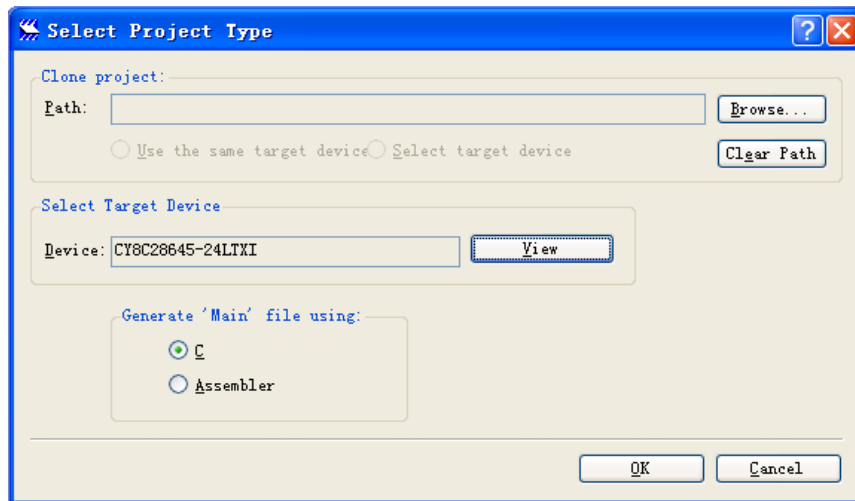 Select Project Type
Clone project:
Path:
Browse...
Use the same target device
Select target device
Clear Path
Select Target Device
Device: CY8C28645-24LTXI
View
Generate 'Main' file using:
C
Assembler
OK
Cancel